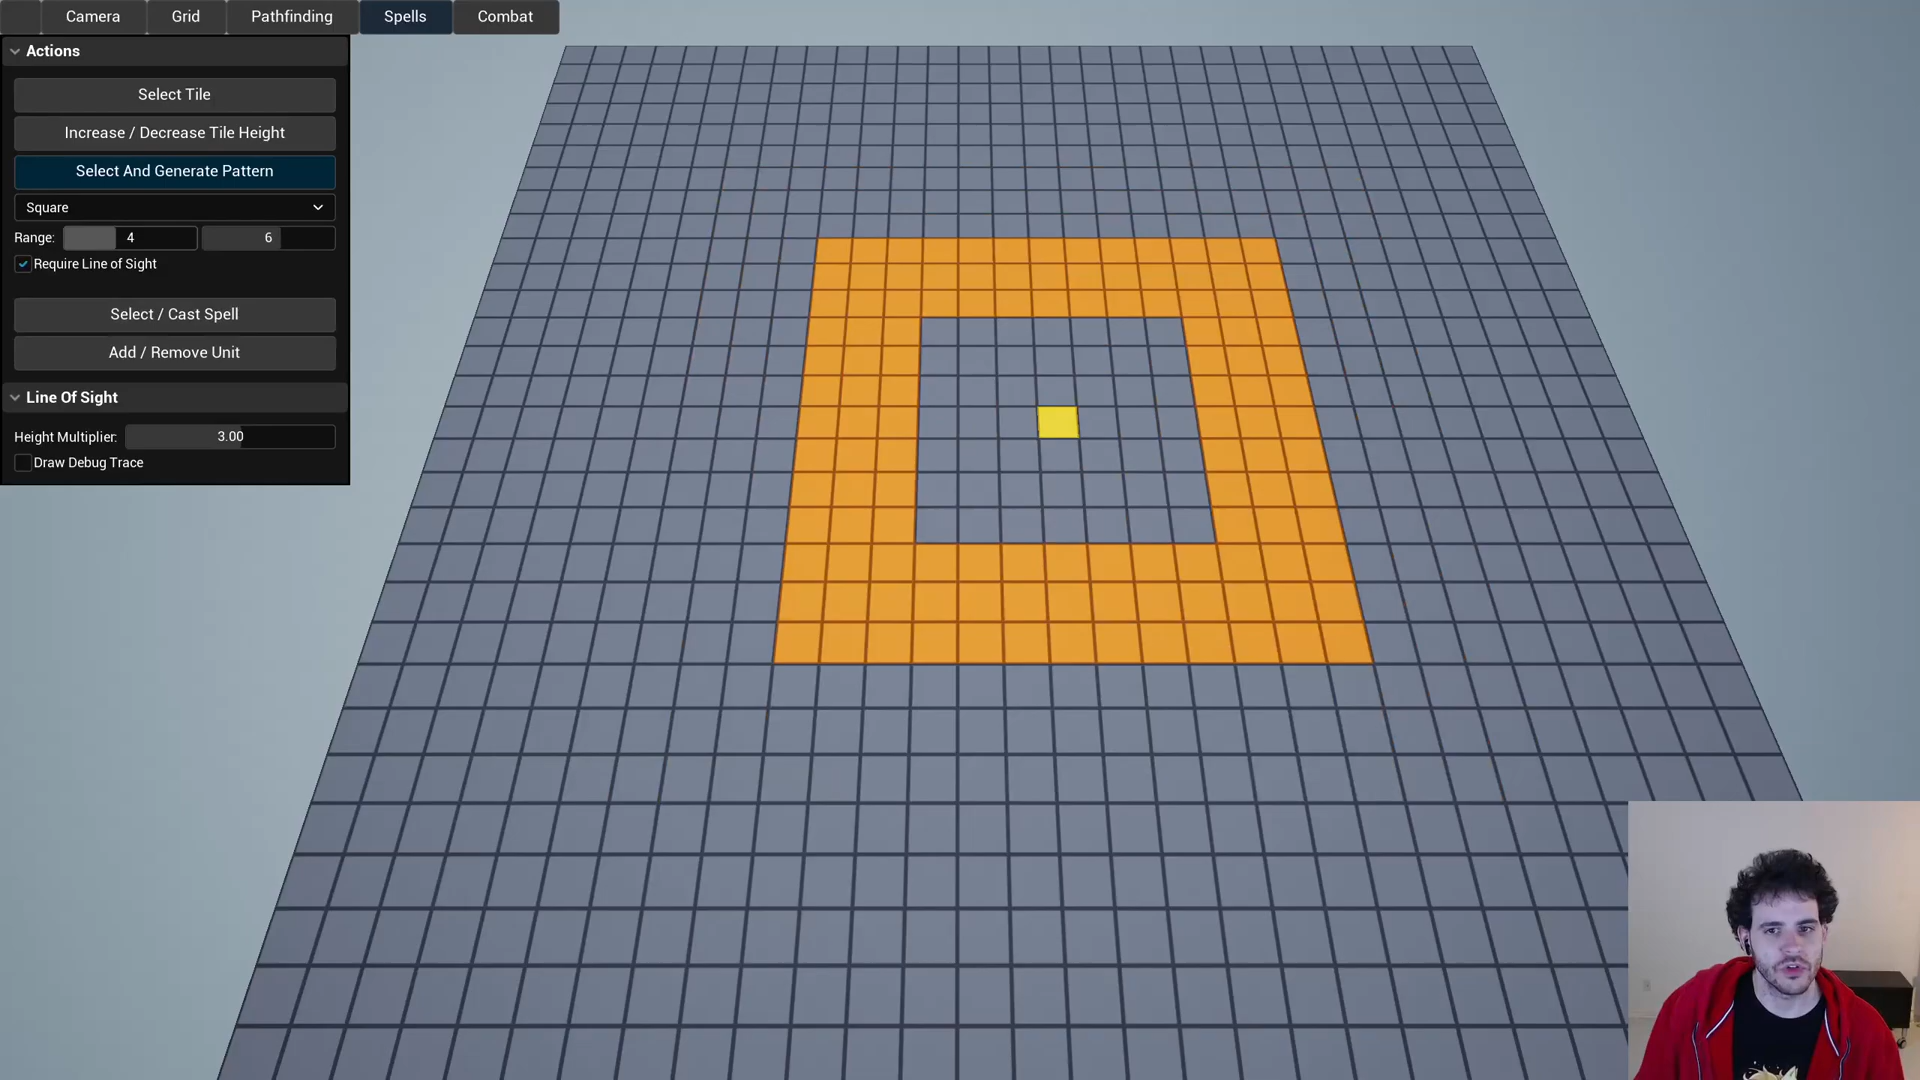 Camera
Grid
Pathfinding
Spells
Combat
Actions
Select Tile
Increase / Decrease Tile Height
Select And Generate Pattern
Square
Range: 4 6
Require Line of Sight
Select / Cast Spell
Add / Remove Unit
Line Of Sight
Height Multiplier: 3.00
Draw Debug Trace